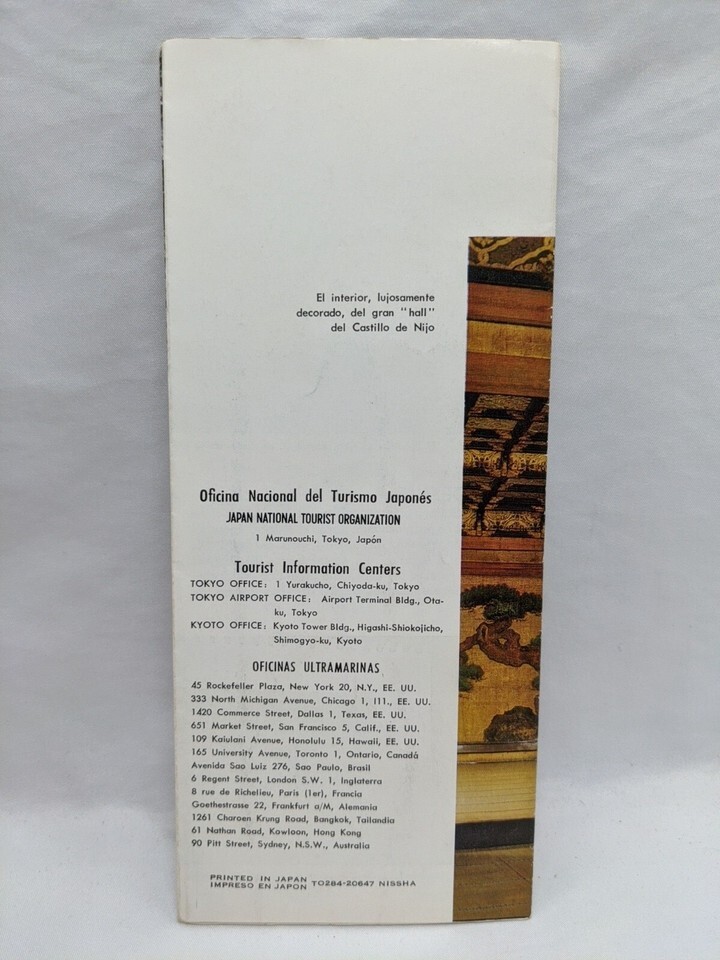 El interior, lujosamente
decorado, del gran "hall"
del Castillo de Nijo
Oficina Nacional del Turismo Japonés
JAPAN NATIONAL TOURIST ORGANIZATION
1 Marunouchi, Tokyo, Japón
Tourist Information Centers
TOKYO OFFICE: 1 Yurakucho, Chiyoda-ku, Tokyo
TOKYO AIRPORT OFFICE: Airport Terminal Bldg., Ota-
ku, Tokyo
KYOTO OFFICE: Kyoto Tower Bldg., Higashi-Shiokojicho,
Shimogyo-ku, Kyoto
OFICINAS ULTRAMARINAS
45 Rockefeller Plaza, New York 20, N.Y., EE. UU.
333 North Michigan Avenue, Chicago 1, I11., EE. UU.
1420 Commerce Street, Dallas 1, Texas, EE. UU.
651 Market Street, San Francisco 5, Calif., EE. UU.
109 Kaiulani Avenue, Honolulu 15, Hawaii, EE. UU.
165 University Avenue, Toronto 1, Ontario, Canadá
Avenida Sao Luiz 276, Sao Paulo, Brasil
6 Regent Street, London S.W. 1, Inglaterra
8 rue de Richelieu, Paris (1er), Francia
Goethestrasse 22, Frankfurt a/M, Alemania
1261 Charoen Krung Road, Bangkok, Tailandia
61 Nathan Road, Kowloon, Hong Kong
90 Pitt Street, Sydney, N.S.W., Australia
PRINTED IN JAPAN
IMPRESO EN JAPON TO284-20647 NISSHA